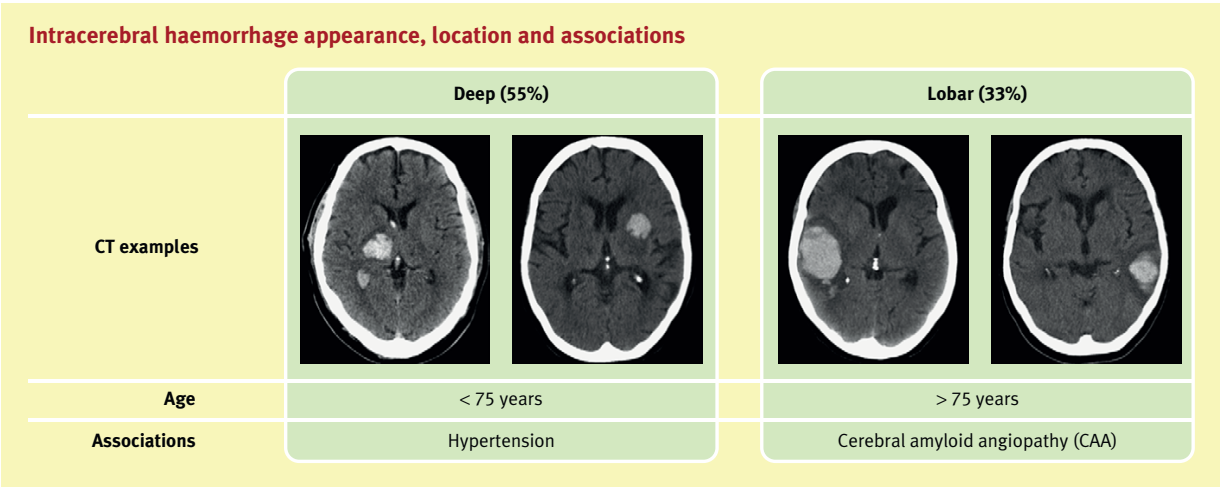 Intracerebral haemorrhage appearance, location and associations
Deep (55%)
Lobar (33%)
CT examples
Age
< 75 years
> 75 years
Associations
Hypertension
Cerebral amyloid angiopathy (CAA)